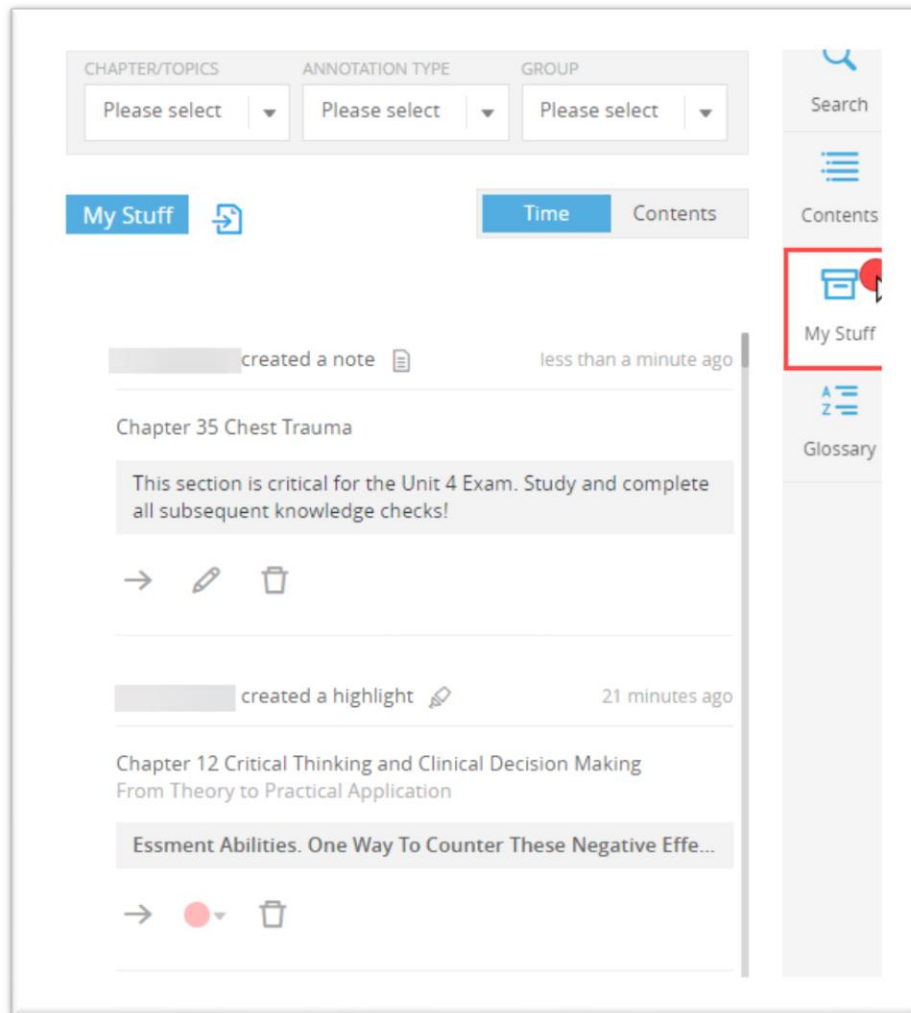 CHAPTER/TOPICS ANNOTATION TYPE GROUP
Please select Please select Please select
My Stuff Time Contents
created a note less than a minute ago
Chapter 35 Chest Trauma
This section is critical for the Unit 4 Exam. Study and complete
all subsequent knowledge checks!
created a highlight 21 minutes ago
Chapter 12 Critical Thinking and Clinical Decision Making
From Theory to Practical Application
Essment Abilities. One Way To Counter These Negative Effe...
Search
Contents
My Stuff
A
Z
Glossary